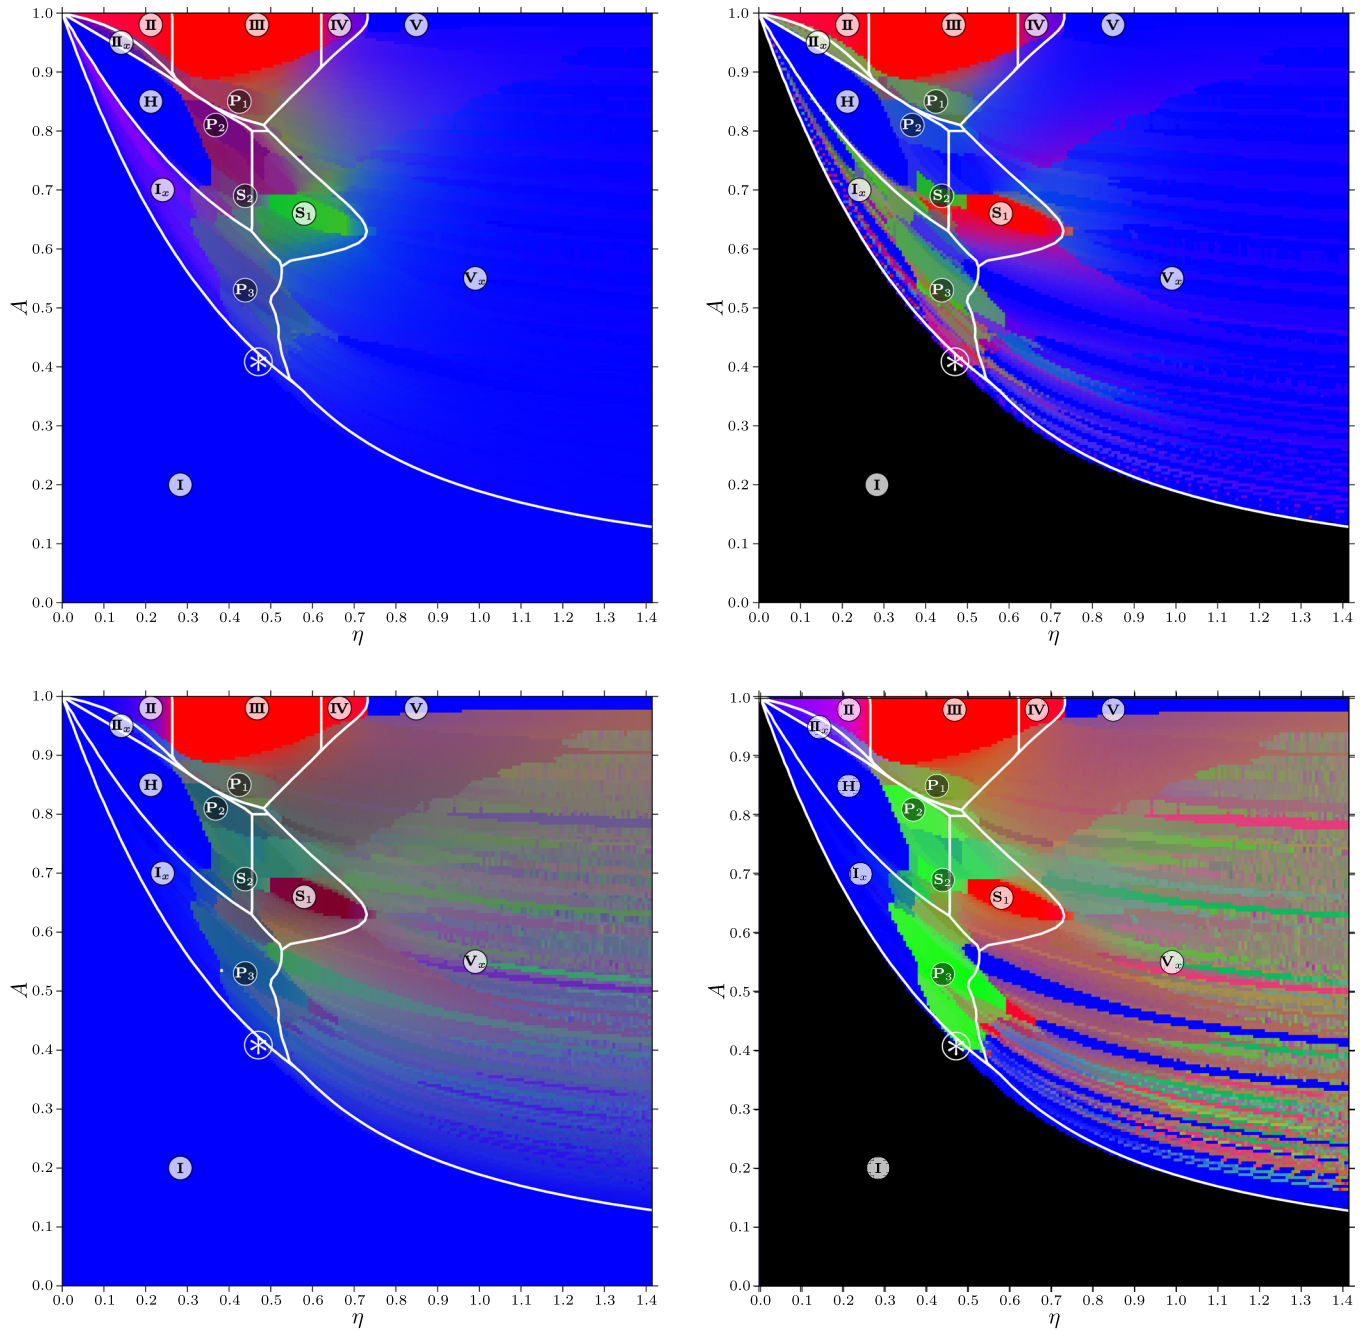 1.0 0.9 0.8 0.7 0.6 0.5 0.4 0.3 0.2 0.1 0.0
A
II III IV V
IIₓ
H P₁
P₂
Iₓ S₂ S₁
P₃ Vₓ
*
I
0.0 0.1 0.2 0.3 0.4 0.5 0.6 0.7 0.8 0.9 1.0 1.1 1.2 1.3 1.4
η
1.0 0.9 0.8 0.7 0.6 0.5 0.4 0.3 0.2 0.1 0.0
A
II III IV V
IIₓ
H P₁
P₂
Iₓ S₂ S₁
P₃ Vₓ
*
I
0.0 0.1 0.2 0.3 0.4 0.5 0.6 0.7 0.8 0.9 1.0 1.1 1.2 1.3 1.4
η
1.0 0.9 0.8 0.7 0.6 0.5 0.4 0.3 0.2 0.1 0.0
A
II III IV V
IIₓ
H P₁
P₂
Iₓ S₂ S₁
P₃ Vₓ
*
I
0.0 0.1 0.2 0.3 0.4 0.5 0.6 0.7 0.8 0.9 1.0 1.1 1.2 1.3 1.4
η
1.0 0.9 0.8 0.7 0.6 0.5 0.4 0.3 0.2 0.1 0.0
A
II III IV V
IIₓ
H P₁
P₂
Iₓ S₂ S₁
P₃ Vₓ
*
I
0.0 0.1 0.2 0.3 0.4 0.5 0.6 0.7 0.8 0.9 1.0 1.1 1.2 1.3 1.4
η